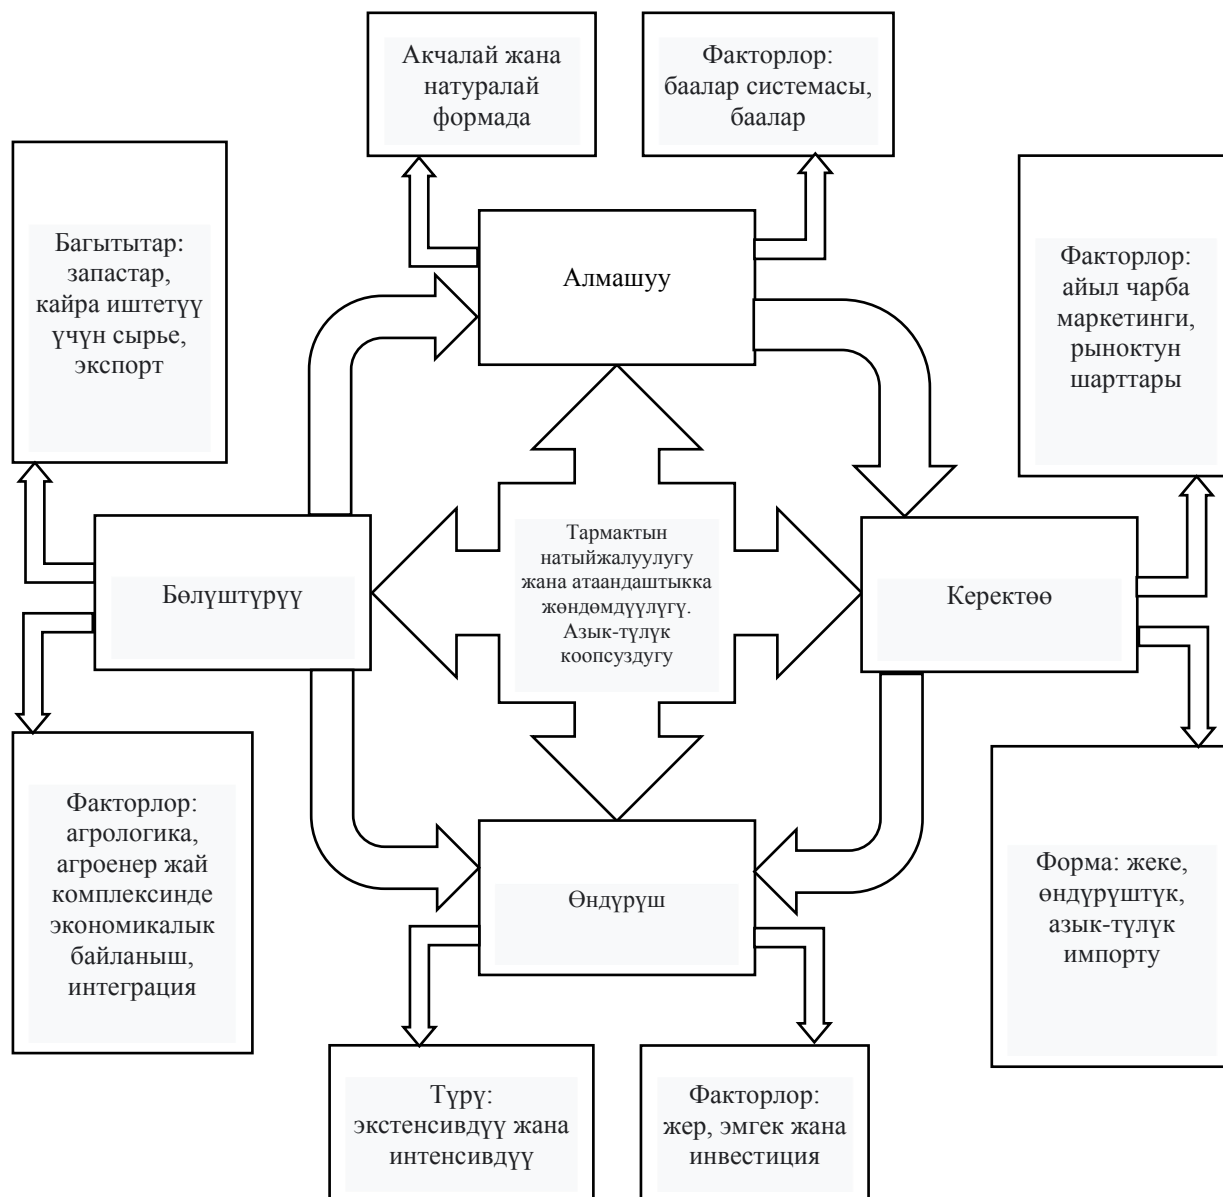 Акчалай жана
натуралай
формада
Факторлор:
баалар системасы,
баалар
Багытытар:
запастар,
кайра иштетүү
үчүн сырье,
экспорт
Алмашуу
Факторлор:
айыл чарба
маркетинги,
рыноктун
шарттары
Бөлүштүрүү
Тармактын
натыйжалуулугу
жана атаандаштыкка
жөндөмдүүлүгү.
Азык-түлүк
коопсуздугу
Керектөө
Факторлор:
агрологика,
агроенер жай
комплексинде
экономикалык
байланыш,
интеграция
Өндүрүш
Форма: жеке,
өндүрүштүк,
азык-түлүк
импорту
Түрү:
экстенсивдүү жана
интенсивдүү
Факторлор:
жер, эмгек жана
инвестиция